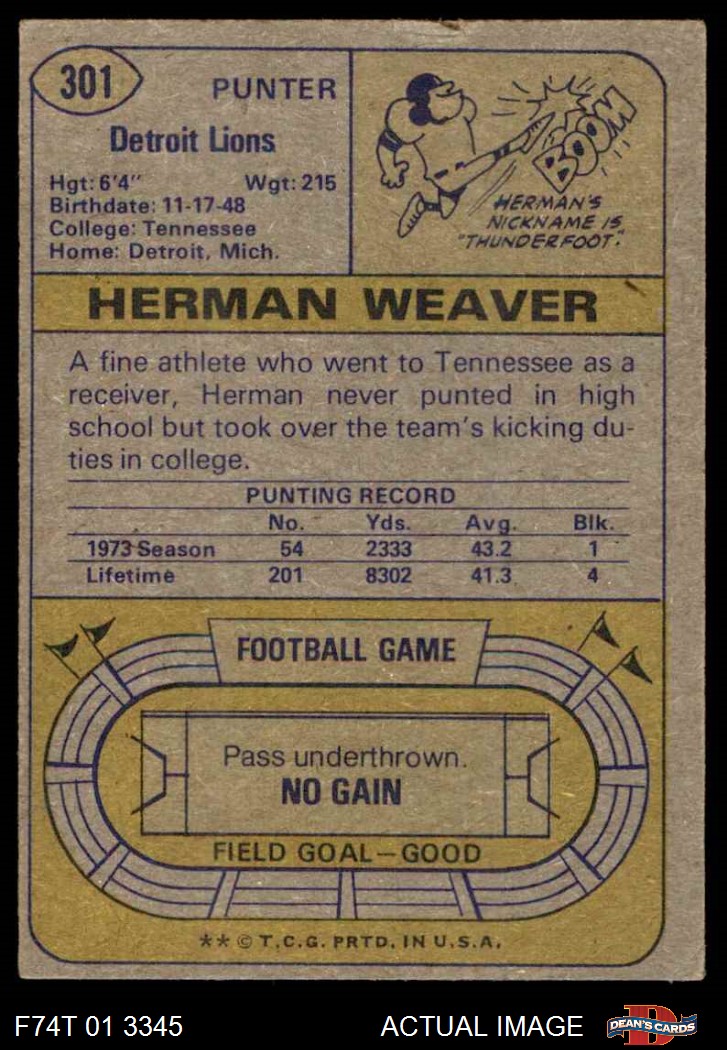 301
PUNTER
Detroit Lions
Hgt: 6'4" Wgt: 215
Birthdate: 11-17-48
College: Tennessee
Home: Detroit, Mich.
BOOM
HERMAN'S
NICKNAME IS
"THUNDERFOOT."
HERMAN WEAVER
A fine athlete who went to Tennessee as a
receiver, Herman never punted in high
school but took over the team's kicking du-
ties in college.
PUNTING RECORD
No. Yds. Avg. Blk.
1973 Season 54 2333 43.2 1
Lifetime 201 8302 41.3 4
FOOTBALL GAME
Pass underthrown.
NO GAIN
FIELD GOAL—GOOD
** © T.C.G. PRTD. IN U.S.A.
F74T 01 3345 ACTUAL IMAGE
D
DEAN'S CARDS